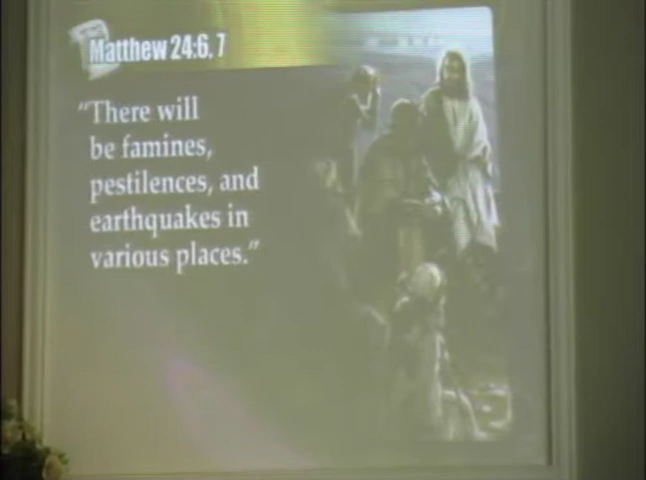 Matthew 24:6, 7
“There will
be famines,
pestilences, and
earthquakes in
various places.”